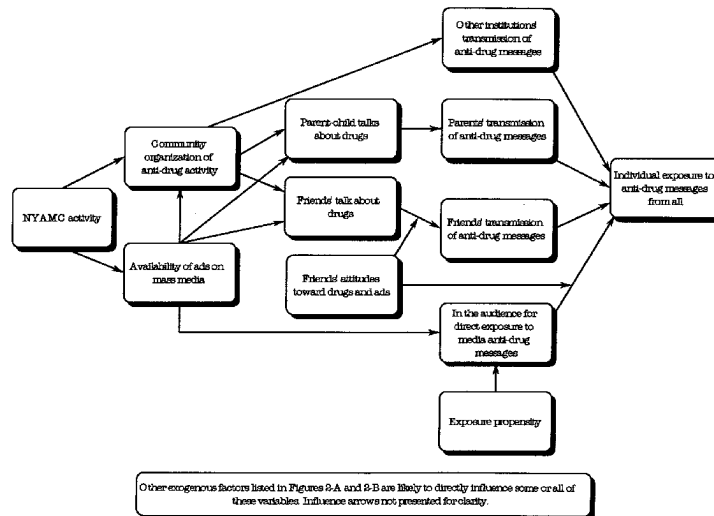 Other institutions'
transmission of
anti-drug messages
Parent-child talks
about drugs
Parents' transmission
of anti-drug messages
Community
organization of
anti-drug activity
Individual exposure to
anti-drug messages
from all
NYAMC activity
Friends' talk about
drugs
Friends' transmission
of anti-drug messages
Availability of ads on
mass media
Friends' attitudes
toward drugs and ads
In the audience for
direct exposure to
media anti-drug
messages
Exposure propensity
Other exogenous factors listed in Figures 2-A and 2-B are likely to directly influence some or all of
these variables. Influence arrows not presented for clarity.